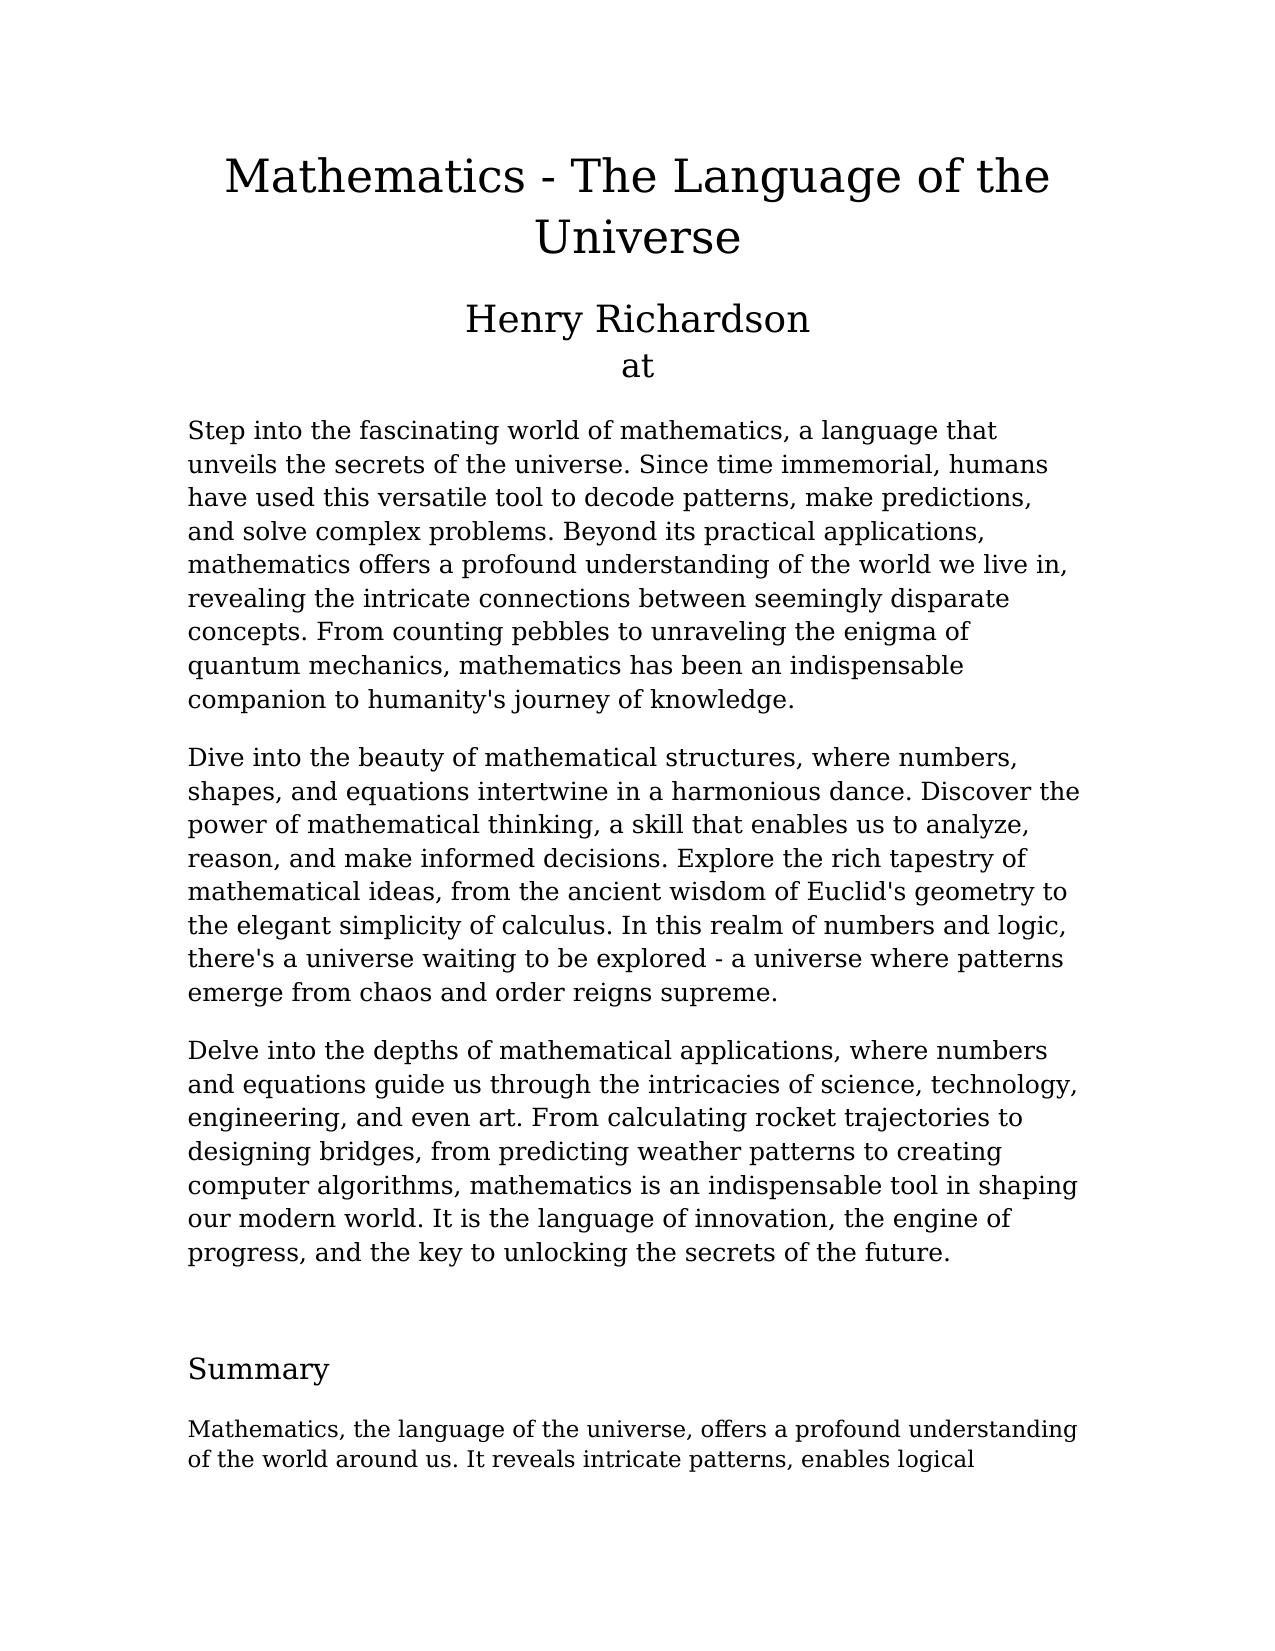 Mathematics - The Language of the
Universe
Henry Richardson
at
Step into the fascinating world of mathematics, a language that
unveils the secrets of the universe. Since time immemorial, humans
have used this versatile tool to decode patterns, make predictions,
and solve complex problems. Beyond its practical applications,
mathematics offers a profound understanding of the world we live in,
revealing the intricate connections between seemingly disparate
concepts. From counting pebbles to unraveling the enigma of
quantum mechanics, mathematics has been an indispensable
companion to humanity's journey of knowledge.
Dive into the beauty of mathematical structures, where numbers,
shapes, and equations intertwine in a harmonious dance. Discover the
power of mathematical thinking, a skill that enables us to analyze,
reason, and make informed decisions. Explore the rich tapestry of
mathematical ideas, from the ancient wisdom of Euclid's geometry to
the elegant simplicity of calculus. In this realm of numbers and logic,
there's a universe waiting to be explored - a universe where patterns
emerge from chaos and order reigns supreme.
Delve into the depths of mathematical applications, where numbers
and equations guide us through the intricacies of science, technology,
engineering, and even art. From calculating rocket trajectories to
designing bridges, from predicting weather patterns to creating
computer algorithms, mathematics is an indispensable tool in shaping
our modern world. It is the language of innovation, the engine of
progress, and the key to unlocking the secrets of the future.
Summary
Mathematics, the language of the universe, offers a profound understanding
of the world around us. It reveals intricate patterns, enables logical